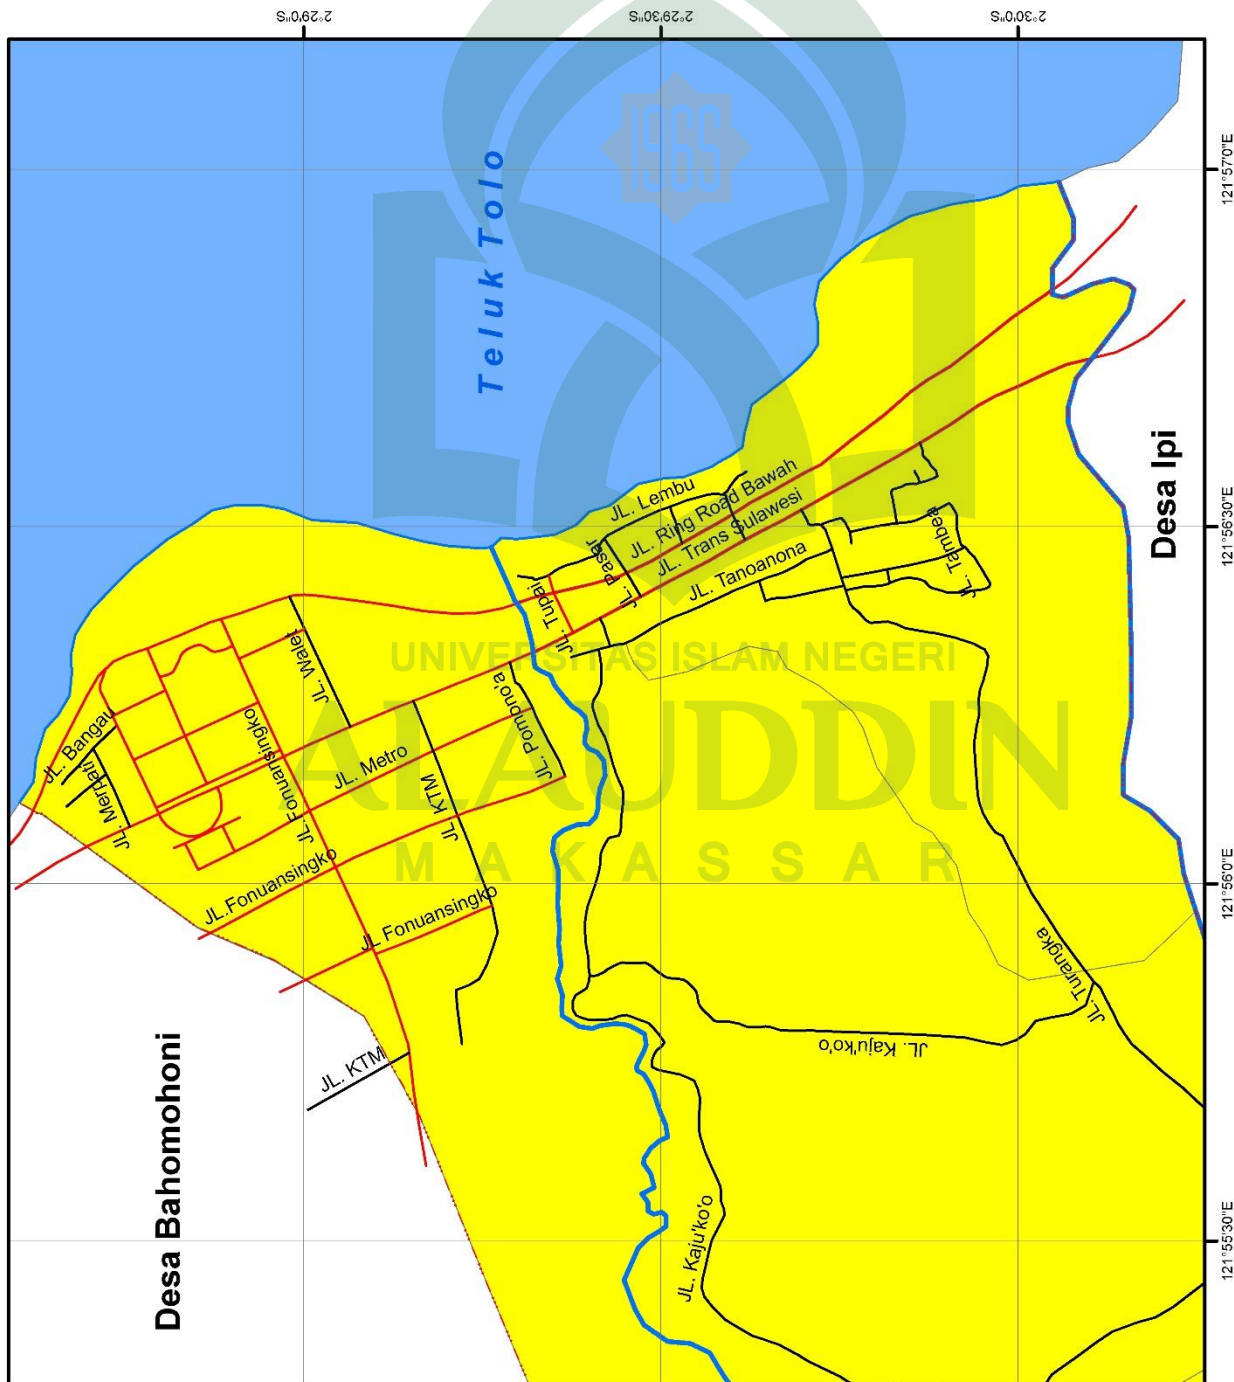 2°29'0"S
2°29'30"S
2°30'0"S
121°57'0"E
121°56'30"E
121°56'0"E
121°55'30"E
1965
Teluk Tolo
Desa Ipi
Desa Bahomohoni
JL. Lembu
JL. Ring Road Bawah
JL. Trans Sulawesi
JL. Pasar
JL. Tanoanona
JL. Tambea
JL. Tupai
JL. Walet
JL. Pombno'a
JL. Bangau
JL. Merpati
JL. Fonuansingko
JL. Metro
JL. KTM
JL.Fonuansingko
JL Fonuansingko
JL. KTM
JL. Turangka
JL. Kaju'ko'o
JL. Kaju'ko'o
UNIVERSITAS ISLAM NEGERI
ALAUDDIN
MAKASSAR